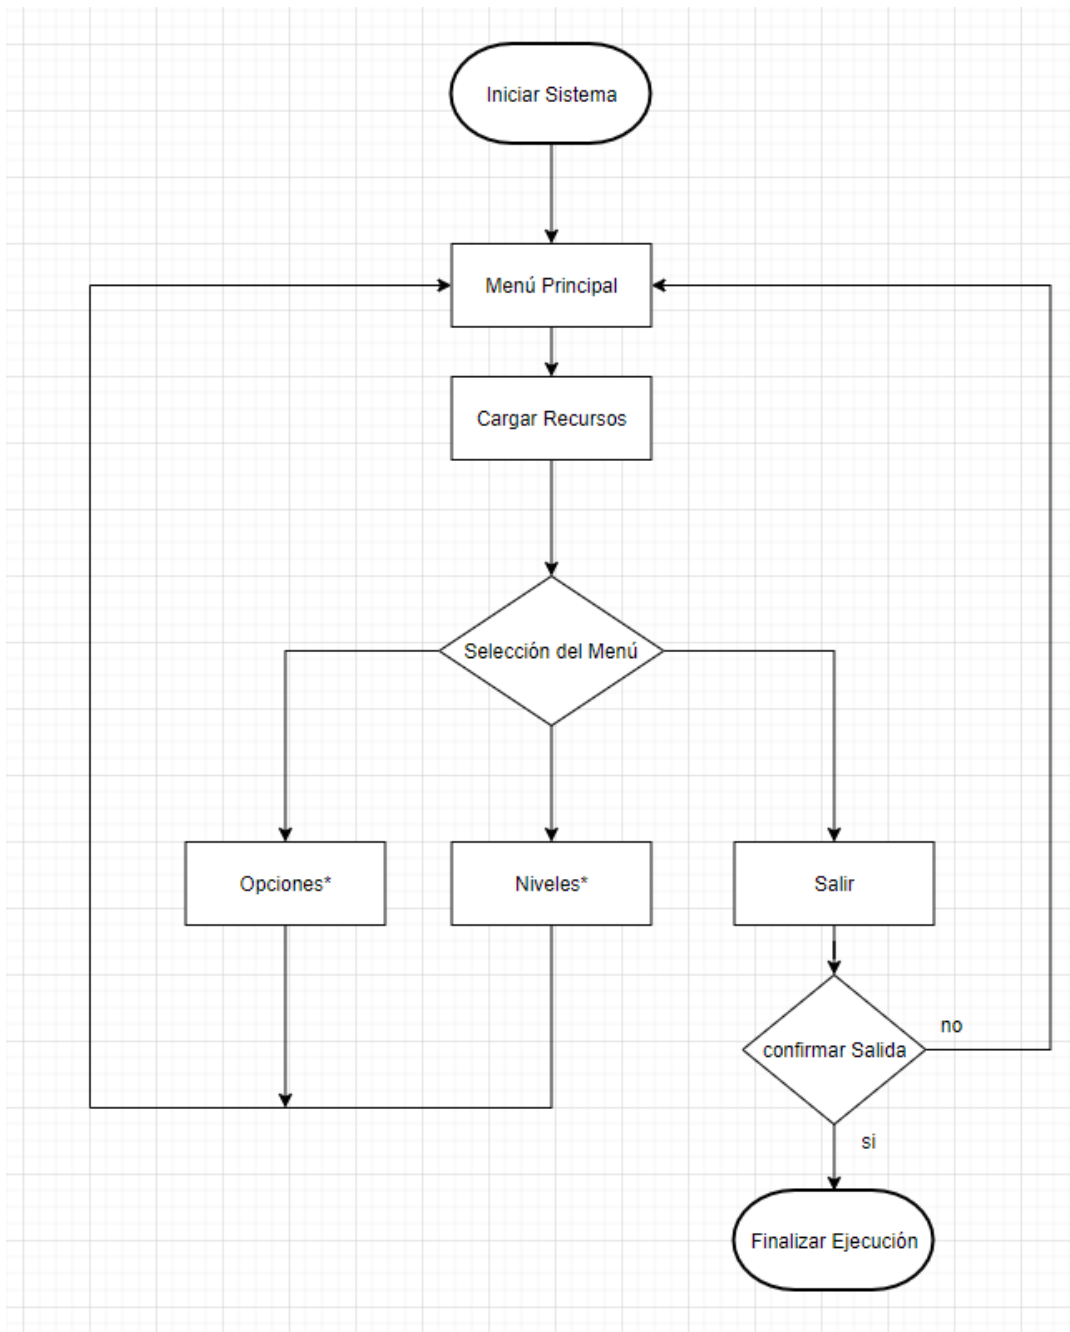 Iniciar Sistema
Menú Principal
Cargar Recursos
Selección del Menú
Opciones*
Niveles*
Salir
confirmar Salida
no
si
Finalizar Ejecución